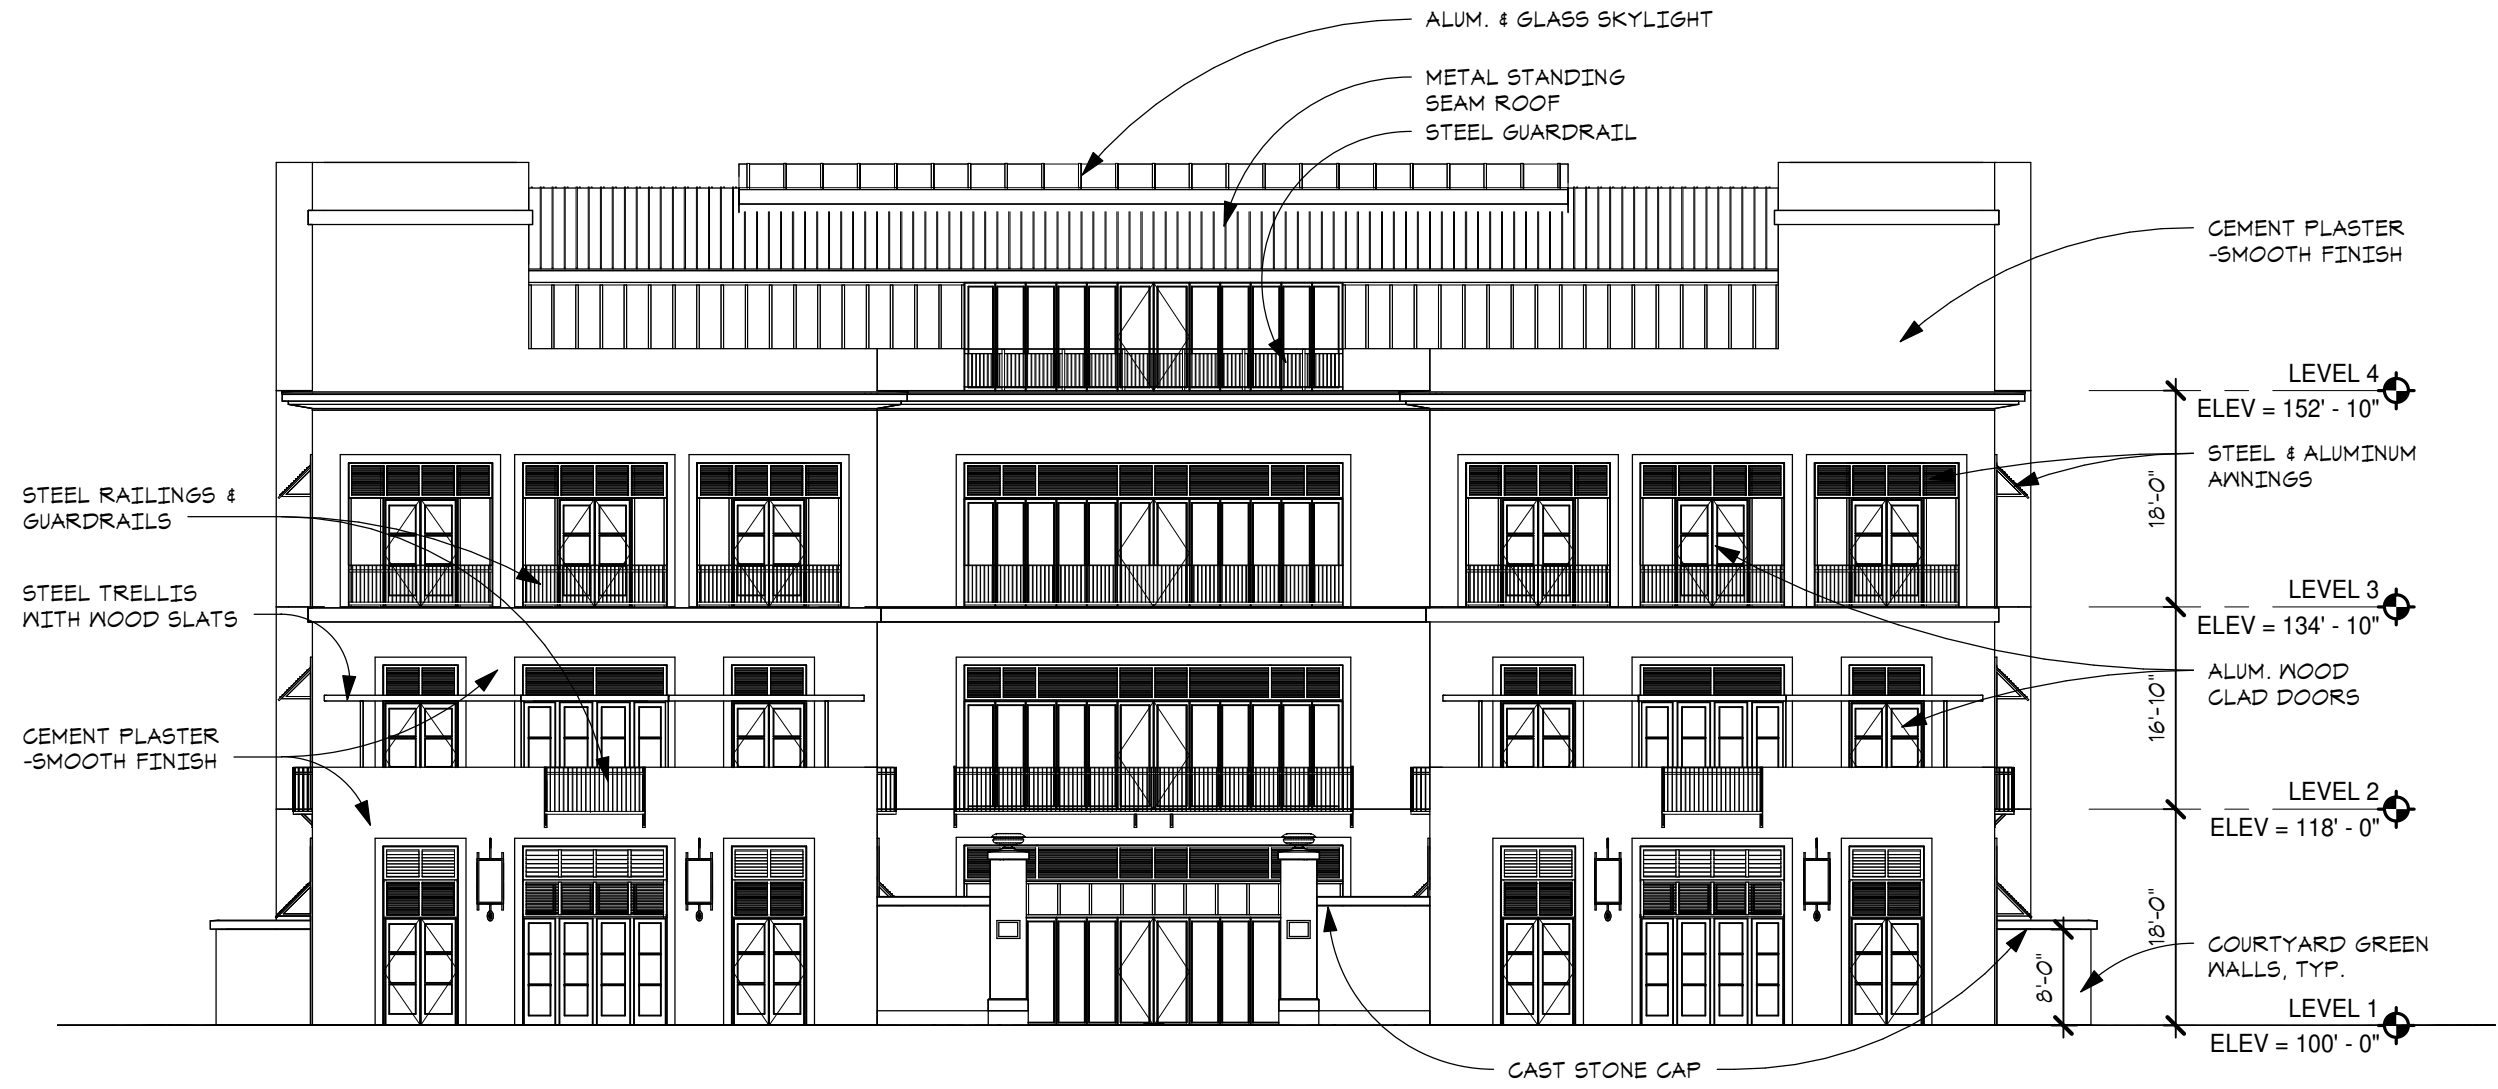 ALUM. & GLASS SKYLIGHT
METAL STANDING
SEAM ROOF
STEEL GUARDRAIL
CEMENT PLASTER
-SMOOTH FINISH
LEVEL 4
ELEV = 152' - 10"
STEEL & ALUMINUM
AWNINGS
18'-0"
STEEL RAILINGS &
GUARDRAILS
STEEL TRELLIS
WITH WOOD SLATS
LEVEL 3
ELEV = 134' - 10"
ALUM. WOOD
CLAD DOORS
16'-10"
CEMENT PLASTER
-SMOOTH FINISH
LEVEL 2
ELEV = 118' - 0"
18'-0"
COURTYARD GREEN
WALLS, TYP.
8'-0"
LEVEL 1
ELEV = 100' - 0"
CAST STONE CAP